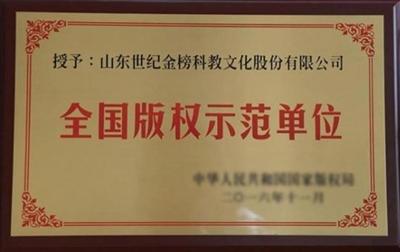 授予：山东世纪金榜科教文化股份有限公司
全国版权示范单位
中华人民共和国国家版权局
二〇一六年十一月